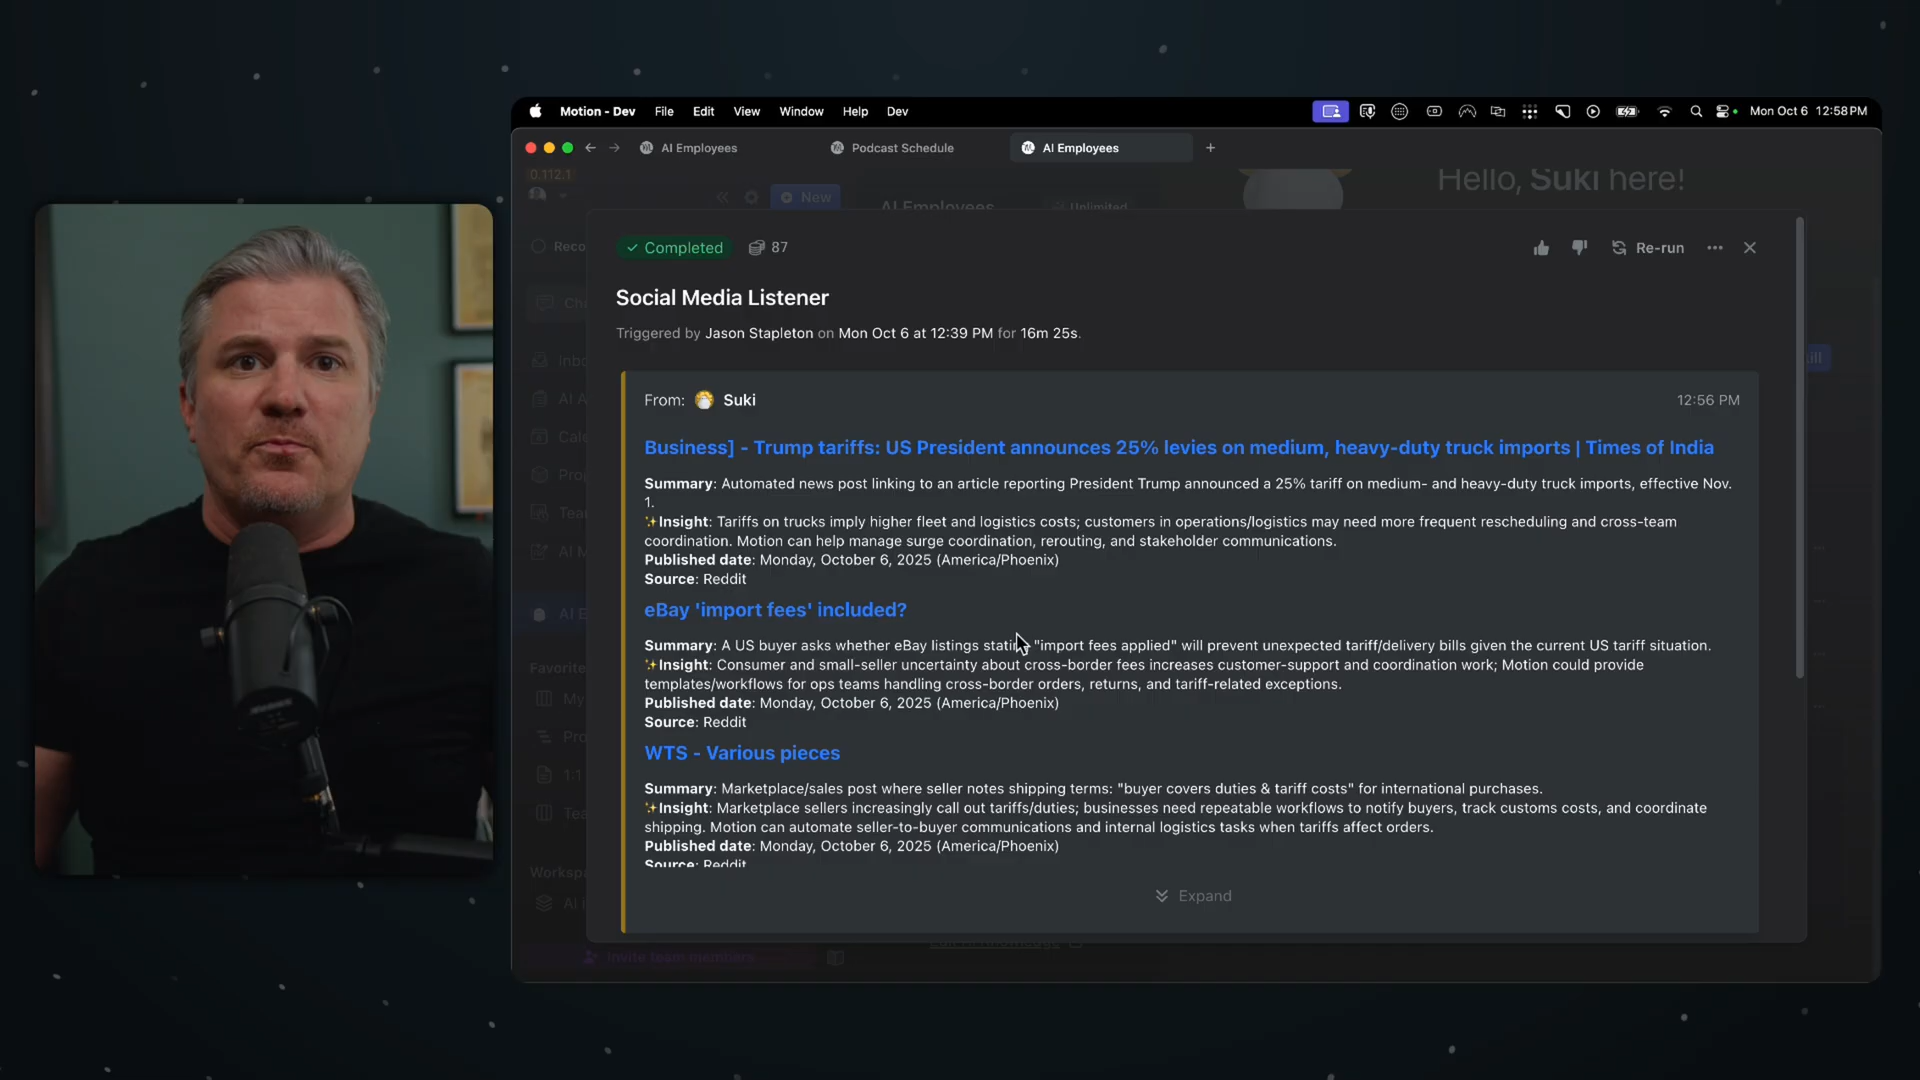 Motion - Dev File Edit View Window Help Dev Mon Oct 6 12:58 PM
AI Employees Podcast Schedule AI Employees
0.112.1
Hello, Suki here!
New AI Employees Unlimited
Completed 87 Re-run
Social Media Listener
Triggered by Jason Stapleton on Mon Oct 6 at 12:39 PM for 16m 25s.
From: Suki 12:56 PM
Business] - Trump tariffs: US President announces 25% levies on medium, heavy-duty truck imports | Times of India
Summary: Automated news post linking to an article reporting President Trump announced a 25% tariff on medium- and heavy-duty truck imports, effective Nov.
1.
✨Insight: Tariffs on trucks imply higher fleet and logistics costs; customers in operations/logistics may need more frequent rescheduling and cross-team
coordination. Motion can help manage surge coordination, rerouting, and stakeholder communications.
Published date: Monday, October 6, 2025 (America/Phoenix)
Source: Reddit
eBay 'import fees' included?
Summary: A US buyer asks whether eBay listings "import fees applied" will prevent unexpected tariff/delivery bills given the current US tariff situation.
✨Insight: Consumer and small-seller uncertainty about cross-border fees increases customer-support and coordination work; Motion could provide
templates/workflows for ops teams handling cross-border orders, returns, and tariff-related exceptions.
Published date: Monday, October 6, 2025 (America/Phoenix)
Source: Reddit
WTS - Various pieces
Summary: Marketplace/sales post where seller notes shipping terms: "buyer covers duties & tariff costs" for international purchases.
✨Insight: Marketplace sellers increasingly call out tariffs/duties; businesses need repeatable workflows to notify buyers, track customs costs, and coordinate
shipping. Motion can automate seller-to-buyer communications and internal logistics tasks when tariffs affect orders.
Published date: Monday, October 6, 2025 (America/Phoenix)
Source: Reddit
Expand
Invite team members